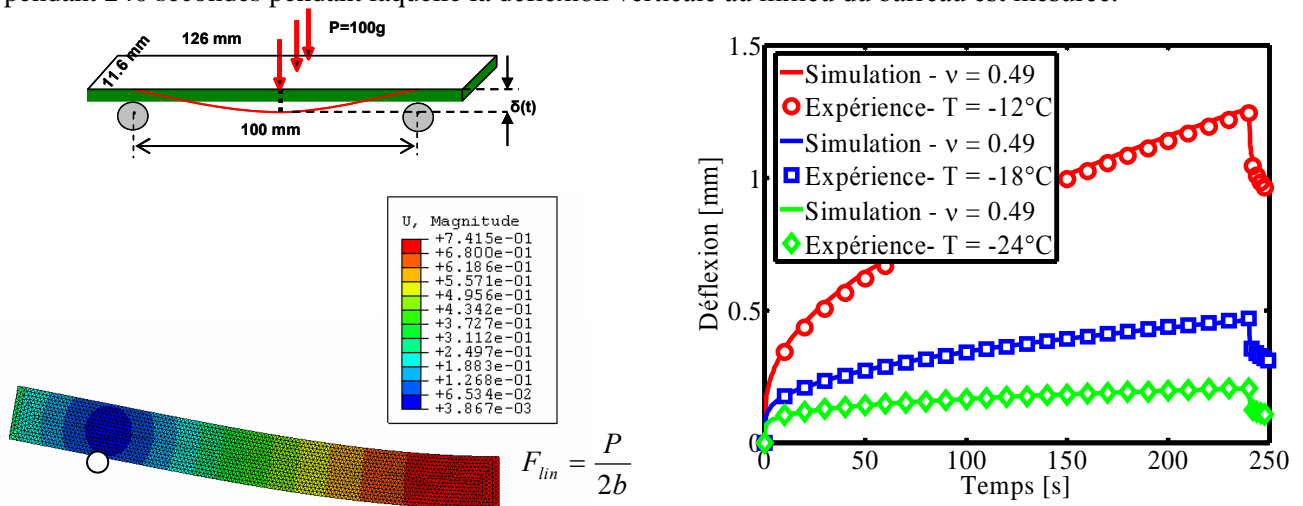 pendant 240 secondes pendant laquelle la déflexion verticale au milieu du barreau est mesurée.
126 mm
P=100g
11.6 mm
δ(t)
100 mm
U, Magnitude
+7.415e-01
+6.800e-01
+6.186e-01
+5.571e-01
+4.956e-01
+4.342e-01
+3.727e-01
+3.112e-01
+2.497e-01
+1.883e-01
+1.268e-01
+6.534e-02
+3.867e-03
F_lin = P / 2b
1.5
1
0.5
0
Déflexion [mm]
Simulation - ν = 0.49
Expérience- T = -12°C
Simulation - ν = 0.49
Expérience- T = -18°C
Simulation - ν = 0.49
Expérience- T = -24°C
0 50 100 150 200 250
Temps [s]